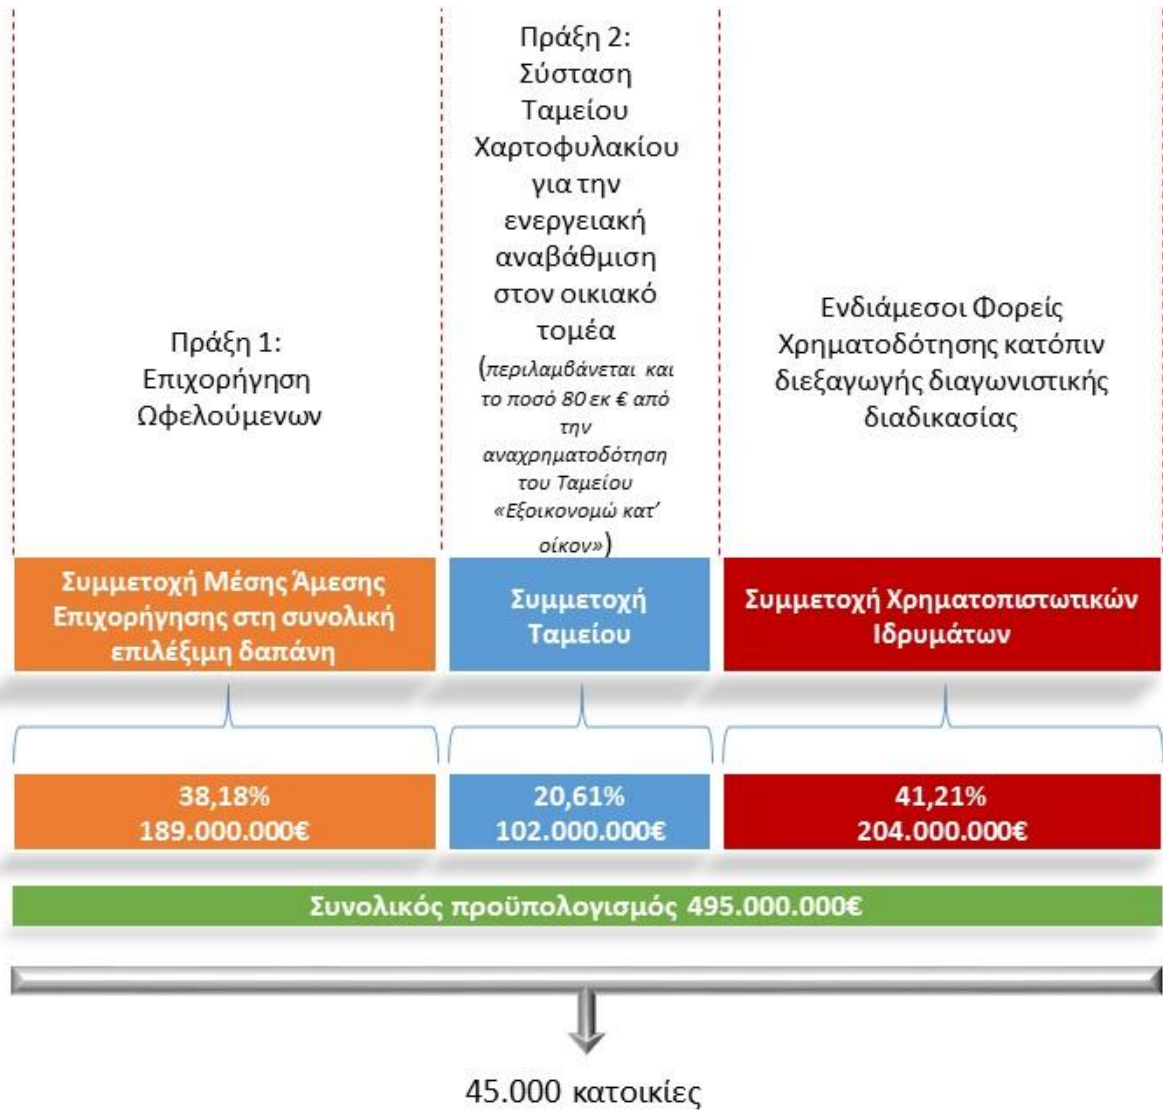 Πράξη 1:
Επιχορήγηση
Ωφελούμενων
Πράξη 2:
Σύσταση
Ταμείου
Χαρτοφυλακίου
για την
ενεργειακή
αναβάθμιση
στον οικιακό
τομέα
(περιλαμβάνεται και
το ποσό 80 εκ € από
την
αναχρηματοδότηση
του Ταμείου
«Εξοικονομώ κατ’
οίκον»)
Ενδιάμεσοι Φορείς
Χρηματοδότησης κατόπιν
διεξαγωγής διαγωνιστικής
διαδικασίας
Συμμετοχή Μέσης Άμεσης
Επιχορήγησης στη συνολική
επιλέξιμη δαπάνη
Συμμετοχή
Ταμείου
Συμμετοχή Χρηματοπιστωτικών
Ιδρυμάτων
38,18%
189.000.000€
20,61%
102.000.000€
41,21%
204.000.000€
Συνολικός προϋπολογισμός 495.000.000€
45.000 κατοικίες